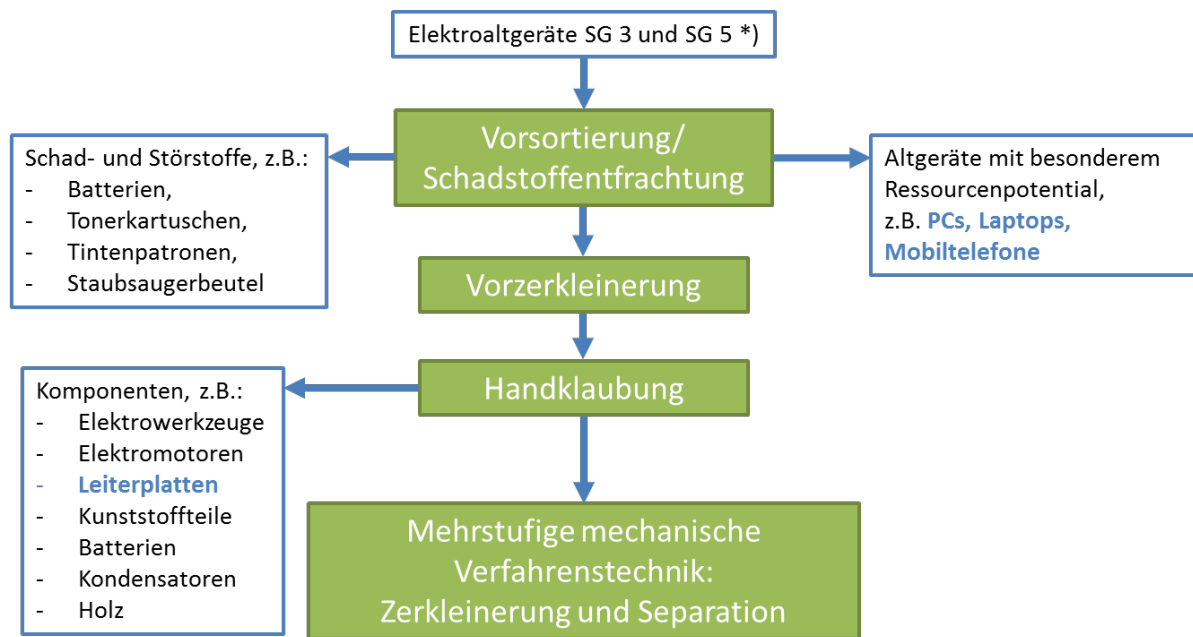 Elektroaltgeräte SG 3 und SG 5 *)
Vorsortierung/
Schadstoffentfrachtung
Schad- und Störstoffe, z.B.:
- Batterien,
- Tonerkartuschen,
- Tintenpatronen,
- Staubsaugerbeutel
Altgeräte mit besonderem
Ressourcenpotential,
z.B. PCs, Laptops,
Mobiltelefone
Vorzerkleinerung
Handklaubung
Komponenten, z.B.:
- Elektrowerkzeuge
- Elektromotoren
- Leiterplatten
- Kunststoffteile
- Batterien
- Kondensatoren
- Holz
Mehrstufige mechanische
Verfahrenstechnik:
Zerkleinerung und Separation